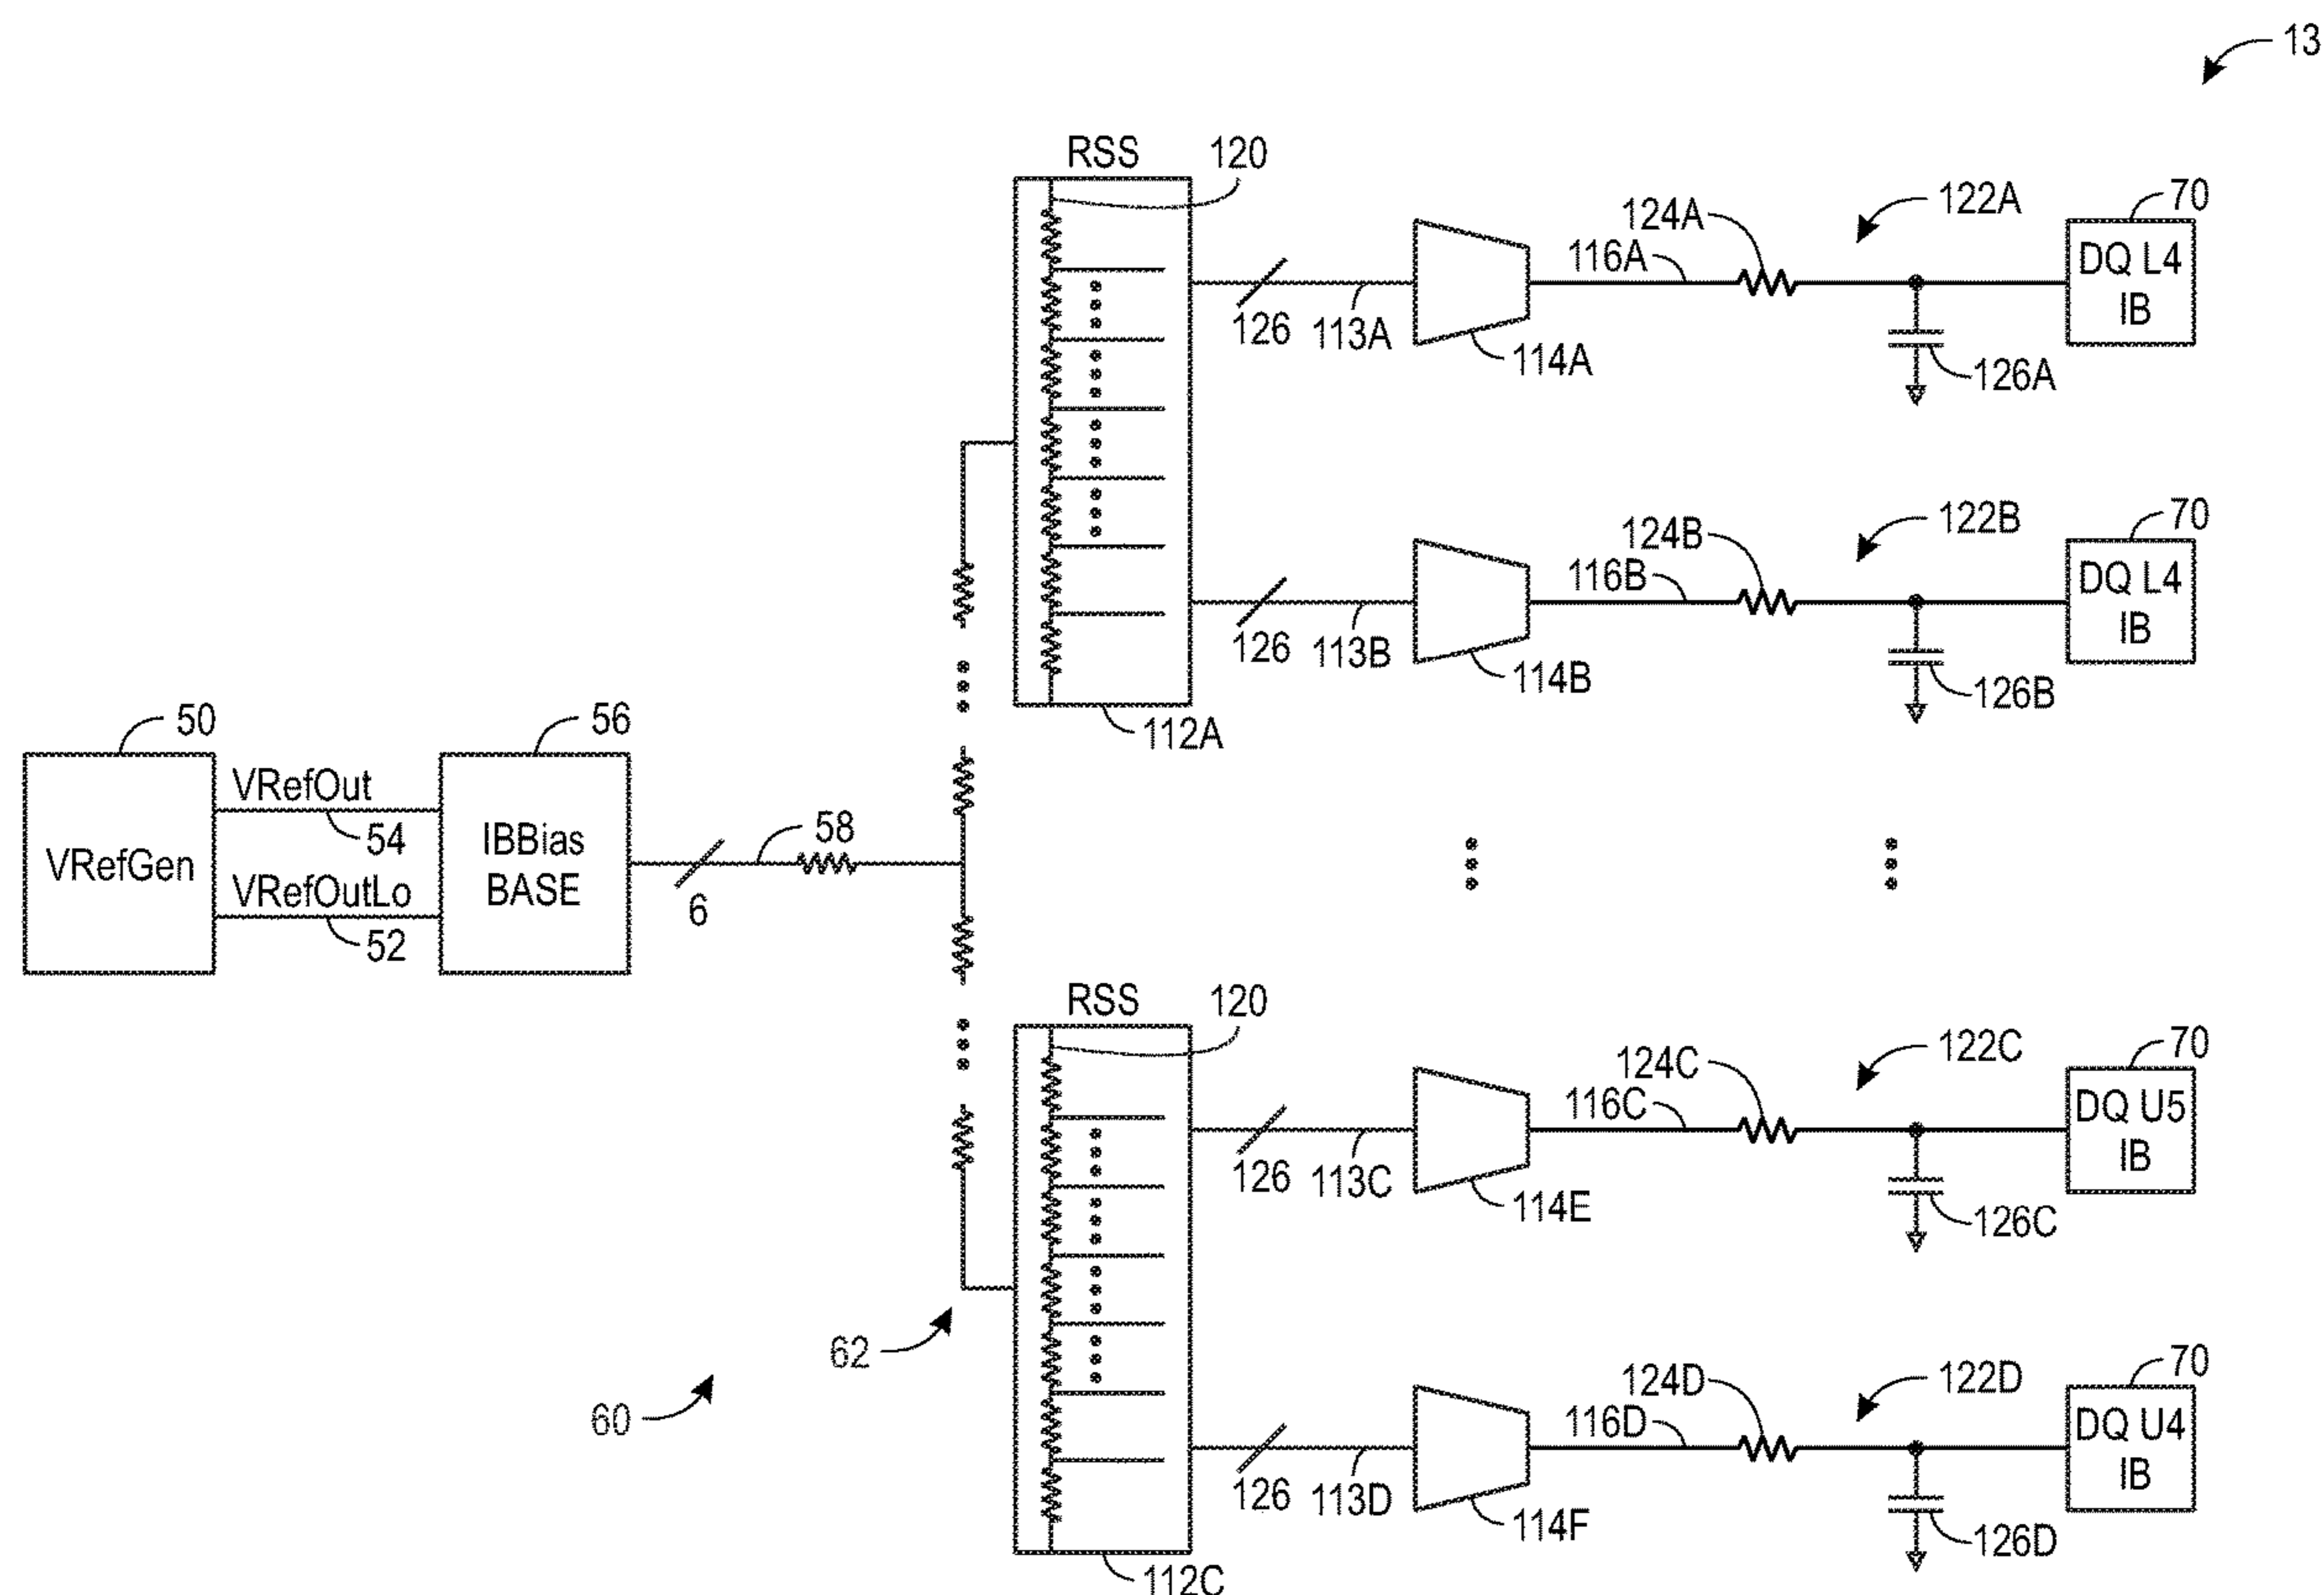 13
RSS
120
124A
122A
70
116A
DQ L4
IB
126
113A
114A
126A
124B
122B
70
116B
DQ L4
IB
126
113B
114B
126B
112A
50
56
VRefOut
54
58
VRefGen
IBBias
BASE
VRefOutLo
52
6
RSS
120
124C
122C
70
116C
DQ U5
IB
126
113C
114E
126C
62
60
124D
122D
70
116D
DQ U4
IB
126
113D
114F
126D
112C